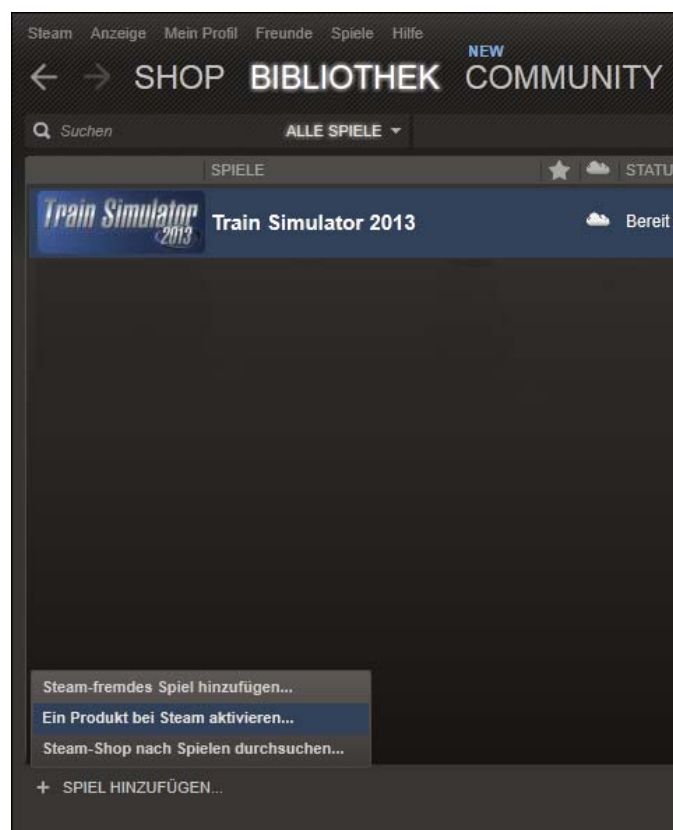 Steam Anzeige Mein Profil Freunde Spiele Hilfe
NEW
SHOP BIBLIOTHEK COMMUNITY
Suchen ALLE SPIELE
SPIELE STATU
Train Simulator 2013 Train Simulator 2013 Bereit
Steam-fremdes Spiel hinzufügen...
Ein Produkt bei Steam aktivieren...
Steam-Shop nach Spielen durchsuchen...
+ SPIEL HINZUFÜGEN...